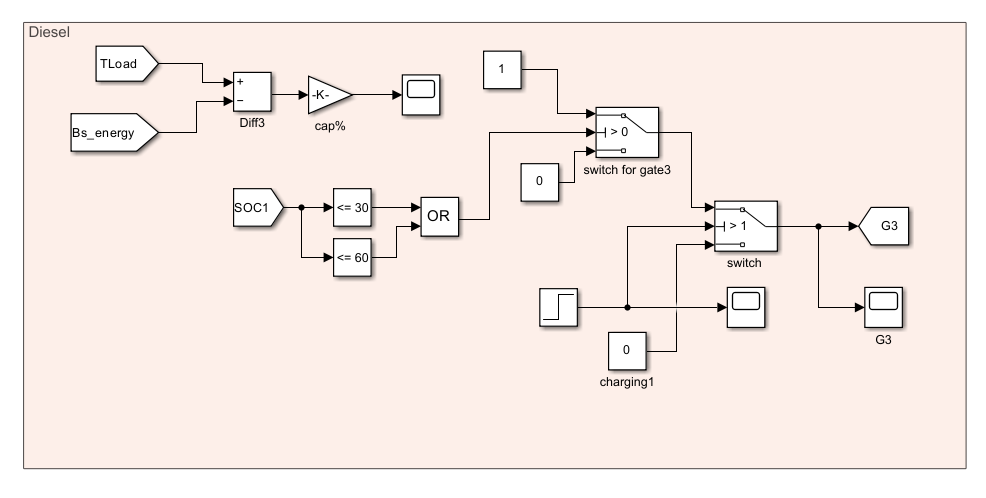 Diesel
TLoad
Bs_energy
+
−
Diff3
-K-
cap%
1
> 0
0
switch for gate3
SOC1
<= 30
<= 60
OR
> 1
switch
G3
0
charging1
G3